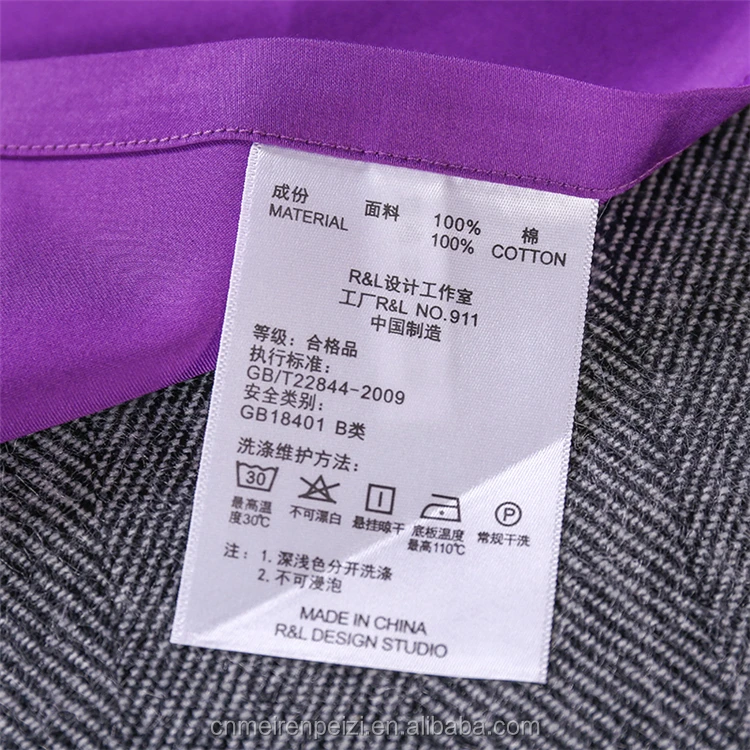 成份 面料 100% 棉
MATERIAL 100% COTTON
R&L设计工作室
工厂R&L NO.911
中国制造
等级：合格品
执行标准：
GB/T22844-2009
安全类别：
GB18401 B类
洗涤维护方法：
30 P
最高温度30℃ 不可漂白 悬挂晾干 底板温度最高110℃ 常规干洗
注：1.深浅色分开洗涤
2.不可浸泡
MADE IN CHINA
R&L DESIGN STUDIO
cnmeirenpeizi.en.alibaba.com